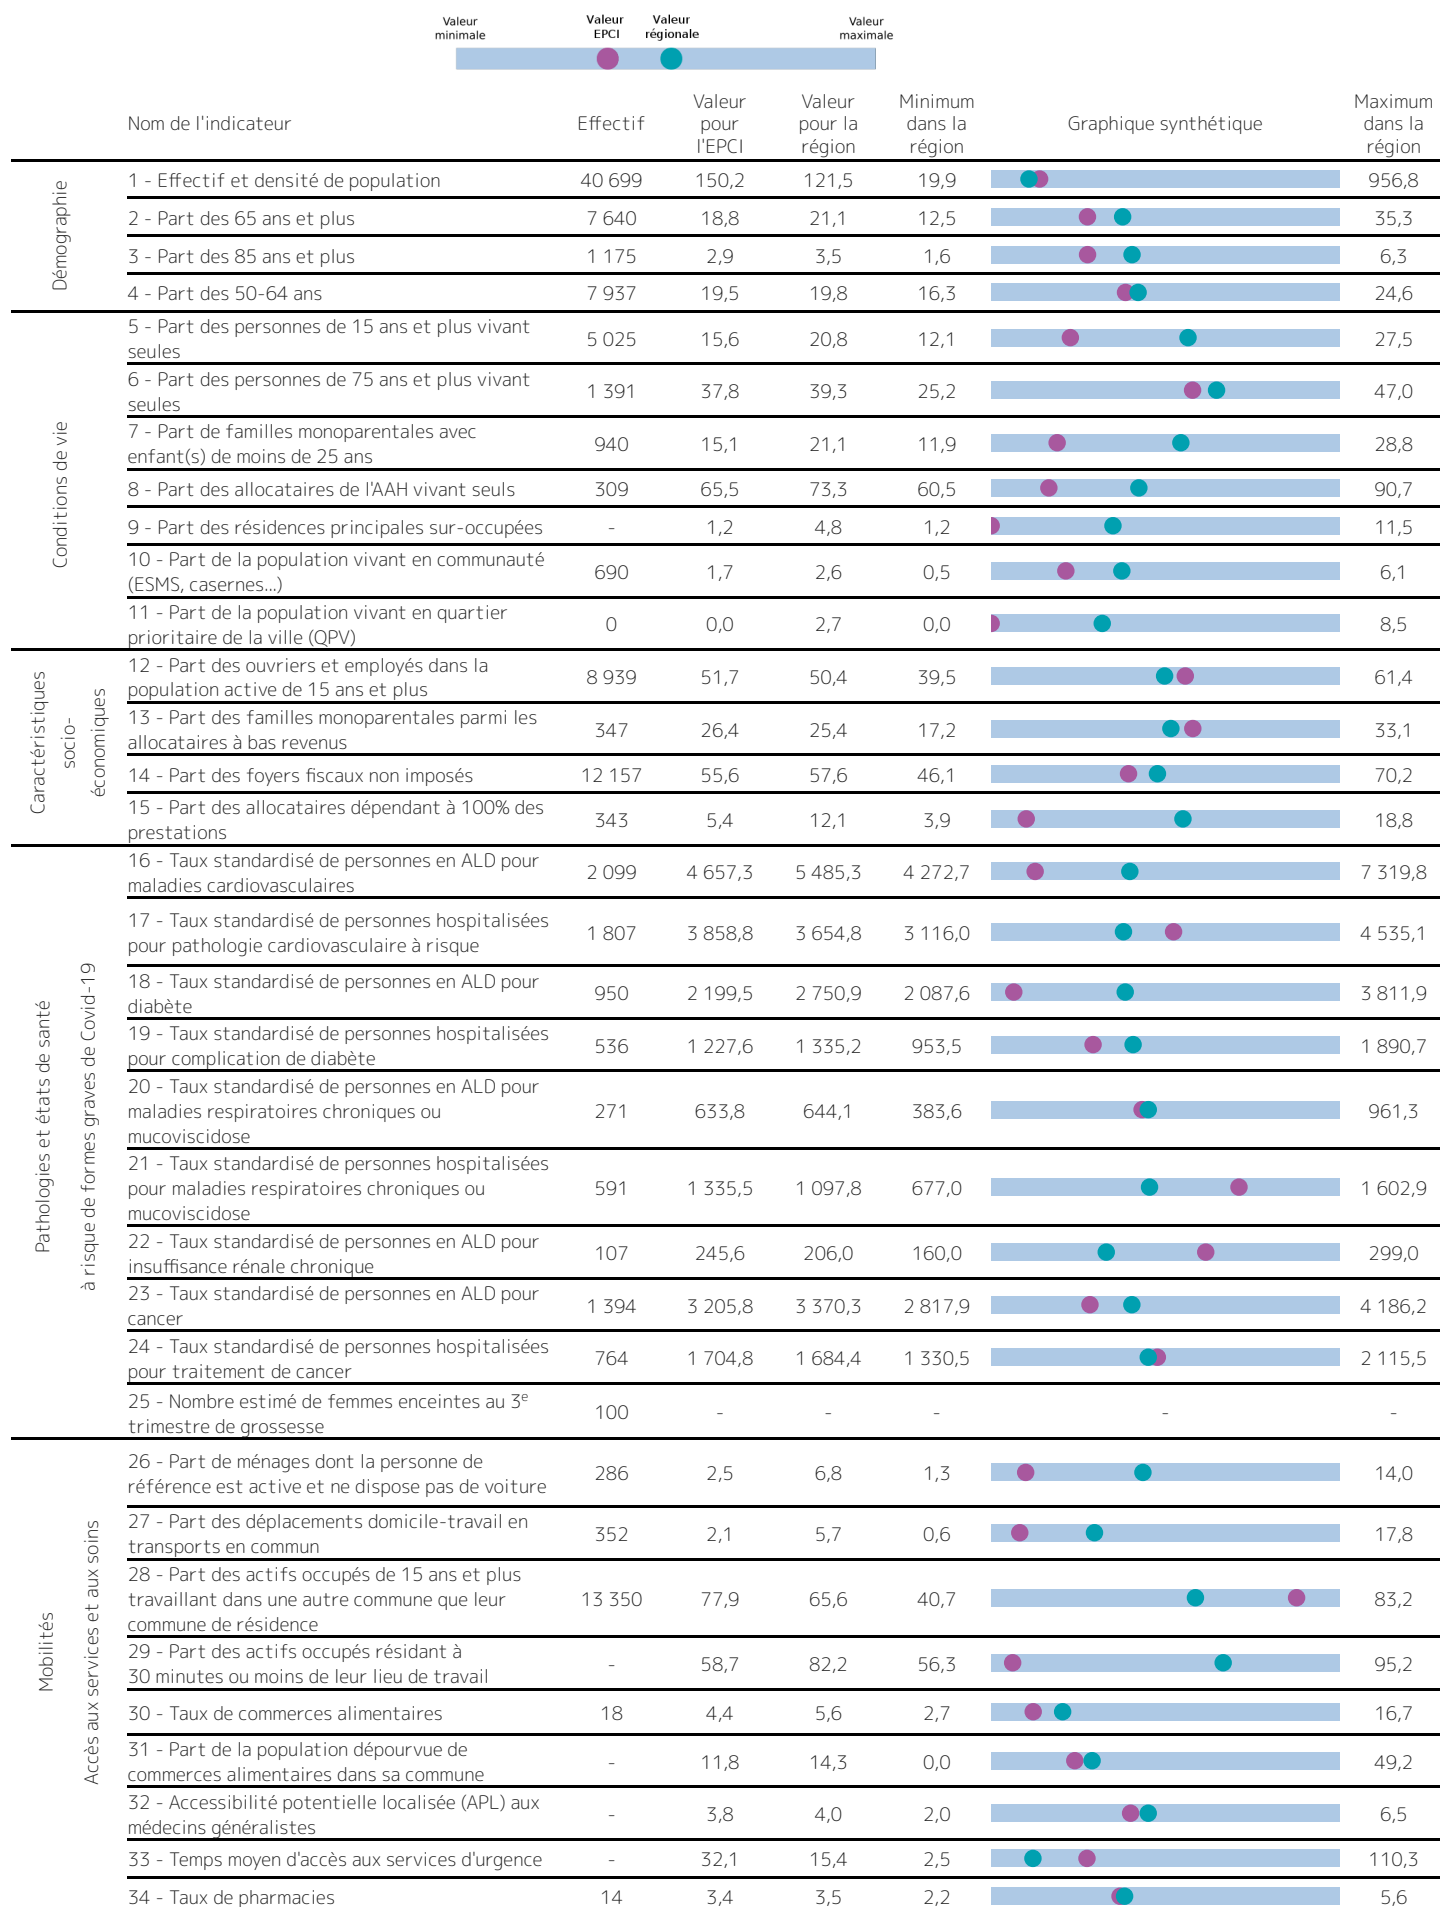 Valeur minimale
Valeur EPCI
Valeur régionale
Valeur maximale
Nom de l'indicateur
Effectif
Valeur pour l'EPCI
Valeur pour la région
Minimum dans la région
Graphique synthétique
Maximum dans la région
Démographie
1 - Effectif et densité de population 40 699 150,2 121,5 19,9 956,8
2 - Part des 65 ans et plus 7 640 18,8 21,1 12,5 35,3
3 - Part des 85 ans et plus 1 175 2,9 3,5 1,6 6,3
4 - Part des 50-64 ans 7 937 19,5 19,8 16,3 24,6
Conditions de vie
5 - Part des personnes de 15 ans et plus vivant
seules 5 025 15,6 20,8 12,1 27,5
6 - Part des personnes de 75 ans et plus vivant
seules 1 391 37,8 39,3 25,2 47,0
7 - Part de familles monoparentales avec
enfant(s) de moins de 25 ans 940 15,1 21,1 11,9 28,8
8 - Part des allocataires de l'AAH vivant seuls 309 65,5 73,3 60,5 90,7
9 - Part des résidences principales sur-occupées - 1,2 4,8 1,2 11,5
10 - Part de la population vivant en communauté
(ESMS, casernes...) 690 1,7 2,6 0,5 6,1
11 - Part de la population vivant en quartier
prioritaire de la ville (QPV) 0 0,0 2,7 0,0 8,5
Caractéristiques
socio-
économiques
12 - Part des ouvriers et employés dans la
population active de 15 ans et plus 8 939 51,7 50,4 39,5 61,4
13 - Part des familles monoparentales parmi les
allocataires à bas revenus 347 26,4 25,4 17,2 33,1
14 - Part des foyers fiscaux non imposés 12 157 55,6 57,6 46,1 70,2
15 - Part des allocataires dépendant à 100% des
prestations 343 5,4 12,1 3,9 18,8
Pathologies et états de santé
à risque de formes graves de Covid-19
16 - Taux standardisé de personnes en ALD pour
maladies cardiovasculaires 2 099 4 657,3 5 485,3 4 272,7 7 319,8
17 - Taux standardisé de personnes hospitalisées
pour pathologie cardiovasculaire à risque 1 807 3 858,8 3 654,8 3 116,0 4 535,1
18 - Taux standardisé de personnes en ALD pour
diabète 950 2 199,5 2 750,9 2 087,6 3 811,9
19 - Taux standardisé de personnes hospitalisées
pour complication de diabète 536 1 227,6 1 335,2 953,5 1 890,7
20 - Taux standardisé de personnes en ALD pour
maladies respiratoires chroniques ou
mucoviscidose 271 633,8 644,1 383,6 961,3
21 - Taux standardisé de personnes hospitalisées
pour maladies respiratoires chroniques ou
mucoviscidose 591 1 335,5 1 097,8 677,0 1 602,9
22 - Taux standardisé de personnes en ALD pour
insuffisance rénale chronique 107 245,6 206,0 160,0 299,0
23 - Taux standardisé de personnes en ALD pour
cancer 1 394 3 205,8 3 370,3 2 817,9 4 186,2
24 - Taux standardisé de personnes hospitalisées
pour traitement de cancer 764 1 704,8 1 684,4 1 330,5 2 115,5
25 - Nombre estimé de femmes enceintes au 3e
trimestre de grossesse 100 - - - - -
Mobilités
Accès aux services et aux soins
26 - Part de ménages dont la personne de
référence est active et ne dispose pas de voiture 286 2,5 6,8 1,3 14,0
27 - Part des déplacements domicile-travail en
transports en commun 352 2,1 5,7 0,6 17,8
28 - Part des actifs occupés de 15 ans et plus
travaillant dans une autre commune que leur
commune de résidence 13 350 77,9 65,6 40,7 83,2
29 - Part des actifs occupés résidant à
30 minutes ou moins de leur lieu de travail - 58,7 82,2 56,3 95,2
30 - Taux de commerces alimentaires 18 4,4 5,6 2,7 16,7
31 - Part de la population dépourvue de
commerces alimentaires dans sa commune - 11,8 14,3 0,0 49,2
32 - Accessibilité potentielle localisée (APL) aux
médecins généralistes - 3,8 4,0 2,0 6,5
33 - Temps moyen d'accès aux services d'urgence - 32,1 15,4 2,5 110,3
34 - Taux de pharmacies 14 3,4 3,5 2,2 5,6